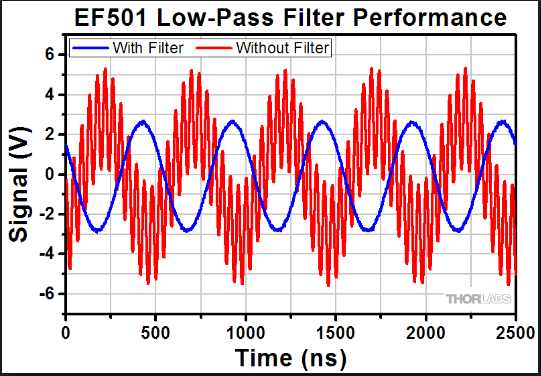 EF501 Low-Pass Filter Performance
With Filter
Without Filter
6
4
2
0
-2
-4
-6
Signal (V)
THORLABS
0
500
1000
1500
2000
2500
Time (ns)